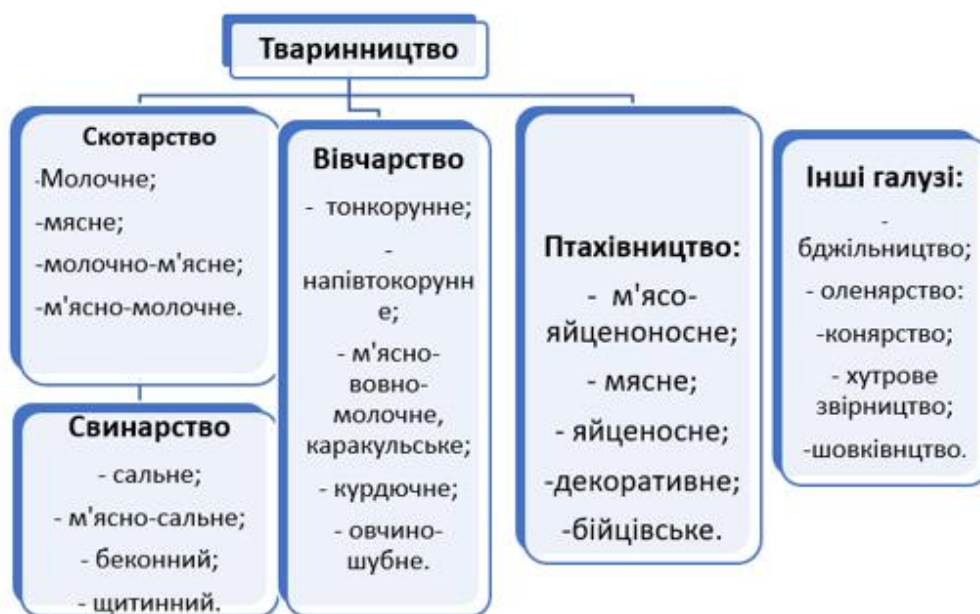 Тваринництво
Скотарство
-Молочне;
-мясне;
-молочно-м'ясне;
-м'ясно-молочне.
Свинарство
- сальне;
- м'ясно-сальне;
- беконний;
- щитинний.
Вівчарство
- тонкорунне;
-
напівтокорунн
е;
- м'ясно-
вовно-
молочне,
каракульське;
- курдючне;
- овчино-
шубне.
Птахівництво:
- м'ясо-
яйценоносне;
- мясне;
- яйценосне;
-декоративне;
-бійцівське.
Інші галузі:
-
бджільництво;
- оленярство:
-конярство;
- хутрове
звірництво;
-шовківнцтво.